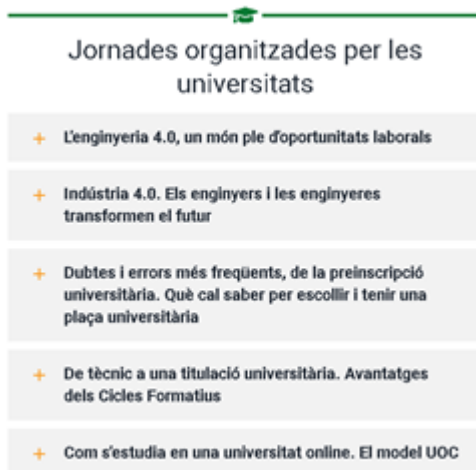 Jornades organitzades per les
universitats
+ L'enginyeria 4.0, un món ple d'oportunitats laborals
+ Indústria 4.0. Els enginyers i les enginyeres
transformen el futur
+ Dubtes i errors més freqüents, de la preinscripció
universitària. Què cal saber per escollir i tenir una
plaça universitària
+ De tècnic a una titulació universitària. Avantatges
dels Cicles Formatius
+ Com s'estudia en una universitat online. El model UOC